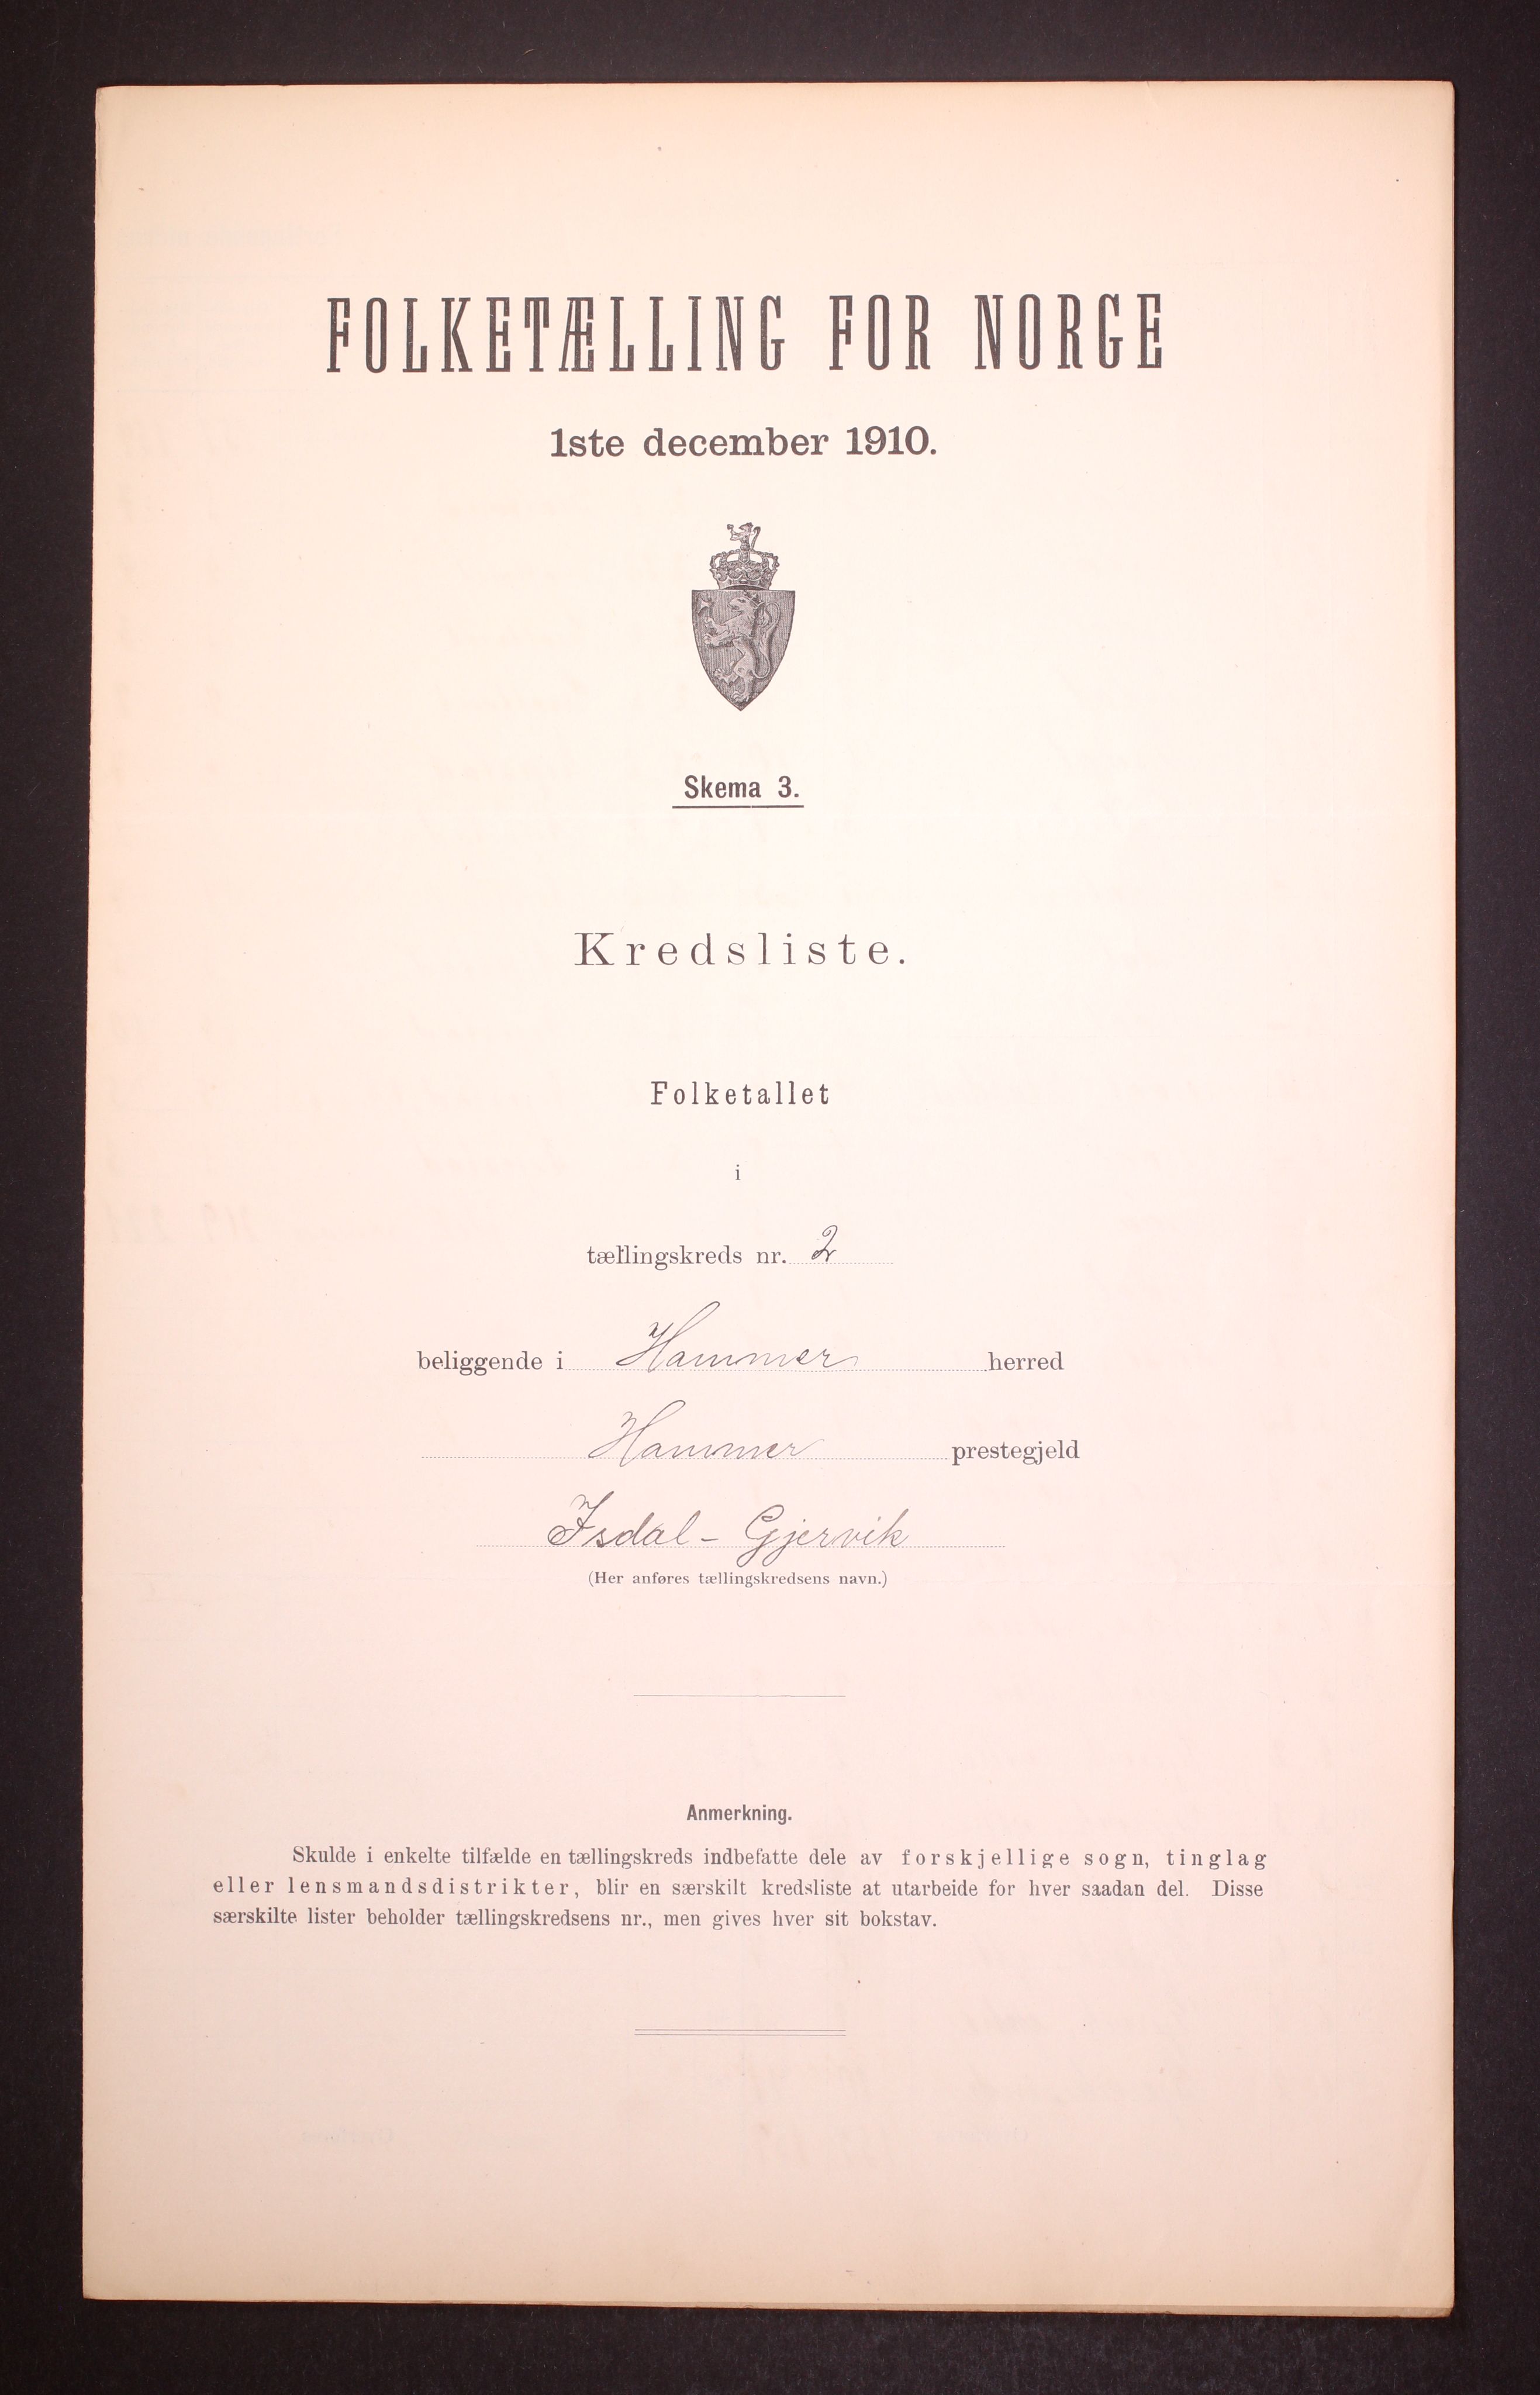 FOLKETÆLLING FOR NORGE
1ste december 1910.
Skema 3.
Kredsliste.
Folketallet
i
tællingskreds nr. 2
beliggende i Hammer herred
Hammer prestegjeld
Isdal - Gjervik
(Her anføres tællingskredsens navn.)
Anmerkning.
Skulde i enkelte tilfælde en tællingskreds indbefatte dele av forskjellige sogn, tinglag
eller lensmandsdistrikter, blir en særskilt kredsliste at utarbeide for hver saadan del. Disse
særskilte lister beholder tællingskredsens nr., men gives hver sit bokstav.